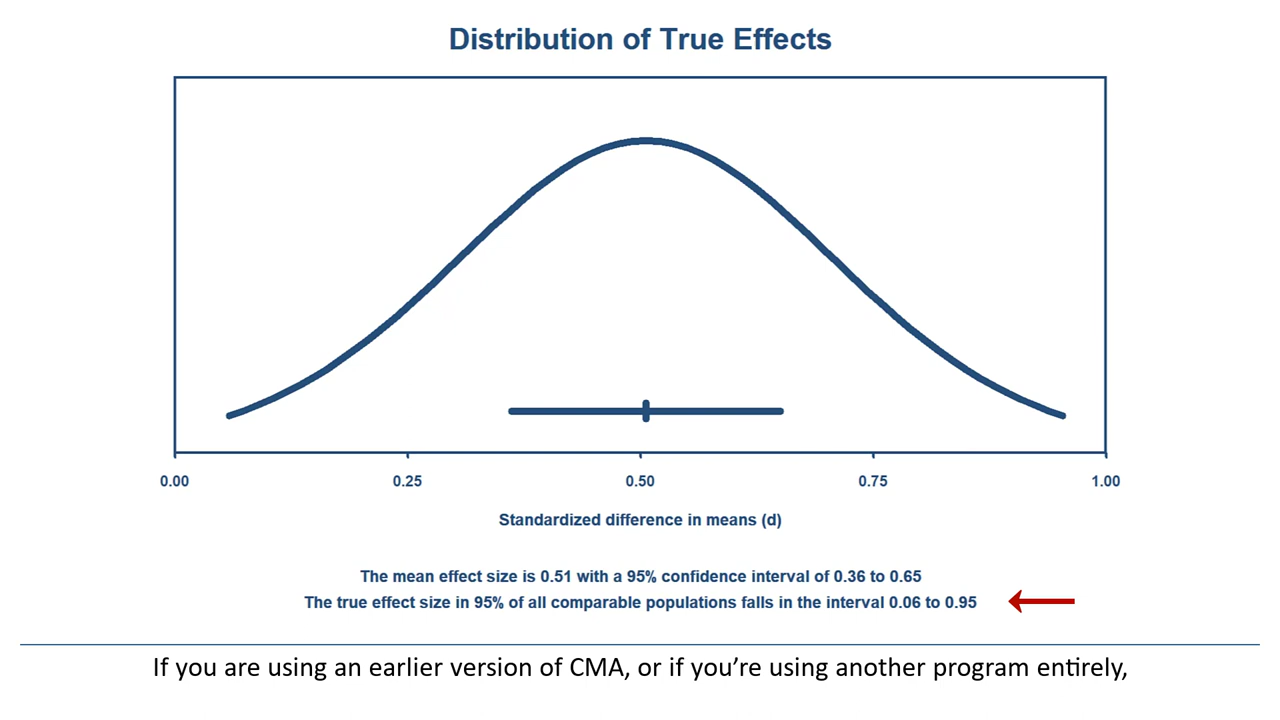 Distribution of True Effects
0.00 0.25 0.50 0.75 1.00
Standardized difference in means (d)
The mean effect size is 0.51 with a 95% confidence interval of 0.36 to 0.65
The true effect size in 95% of all comparable populations falls in the interval 0.06 to 0.95
If you are using an earlier version of CMA, or if you’re using another program entirely,